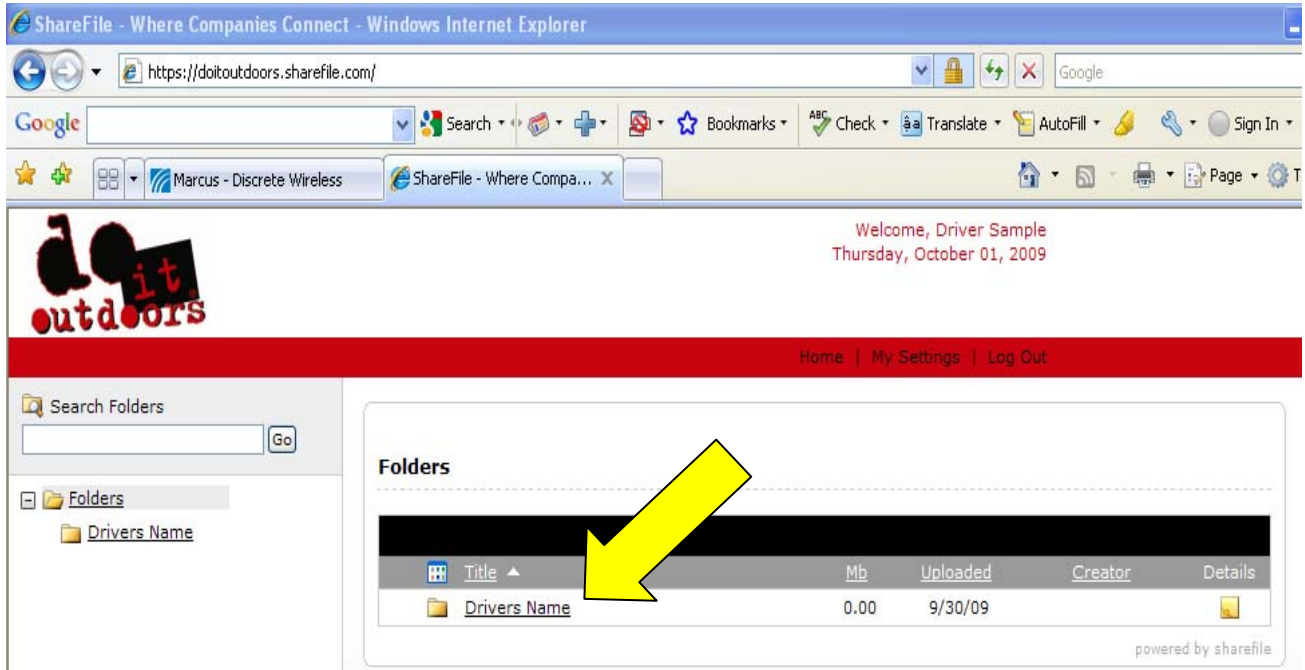 ShareFile - Where Companies Connect - Windows Internet Explorer
https://doitoutdoors.sharefile.com/
Google
Google Search Bookmarks ABC Check âa Translate AutoFill Sign In
Marcus - Discrete Wireless ShareFile - Where Compa... X Page T
do it outdoors
Welcome, Driver Sample
Thursday, October 01, 2009
Home | My Settings | Log Out
Search Folders
Go
Folders
Folders
Drivers Name
Title Mb Uploaded Creator Details
Drivers Name 0.00 9/30/09
powered by sharefile